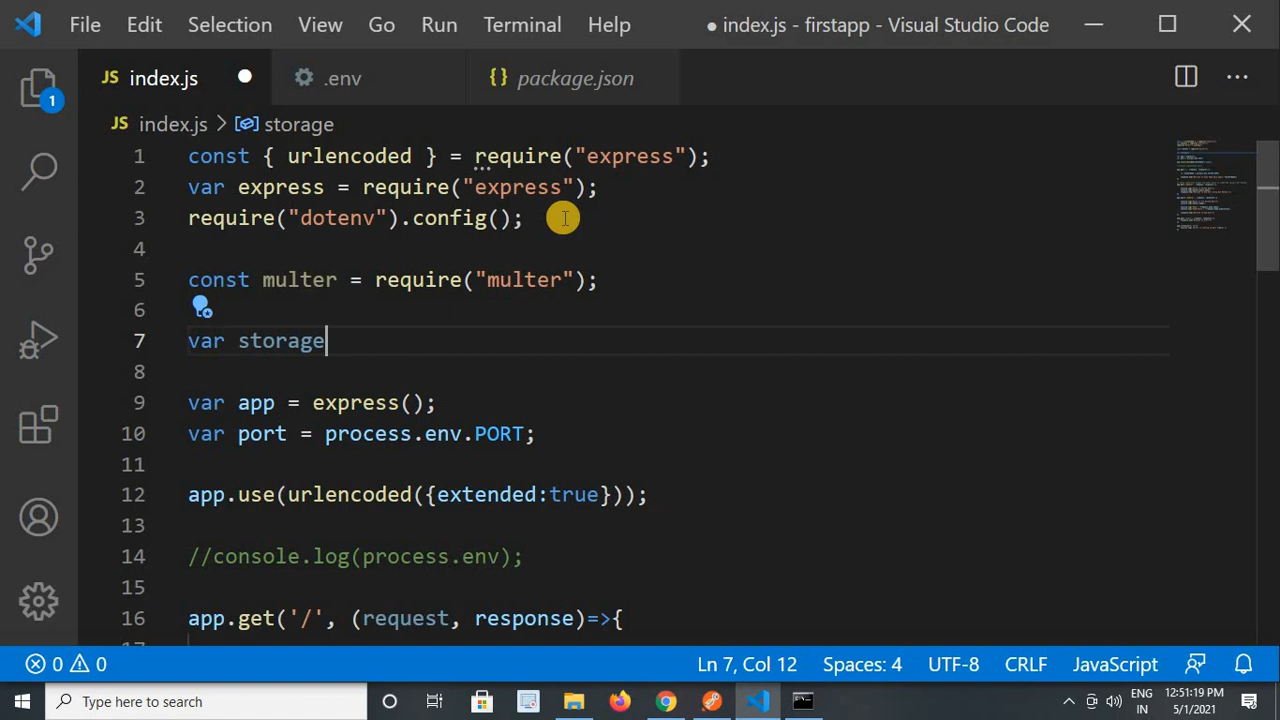 File Edit Selection View Go Run Terminal Help ● index.js - firstapp - Visual Studio Code
JS index.js .env {} package.json
1
JS index.js > storage
1 const { urlencoded } = require("express");
2 var express = require("express");
3 require("dotenv").config();
4
5 const multer = require("multer");
6
7 var storage
8
9 var app = express();
10 var port = process.env.PORT;
11
12 app.use(urlencoded({extended:true}));
13
14 //console.log(process.env);
15
16 app.get('/', (request, response)=>{
0 0 Ln 7, Col 12 Spaces: 4 UTF-8 CRLF JavaScript
Type here to search
ENG
IN
12:51:19 PM
5/1/2021